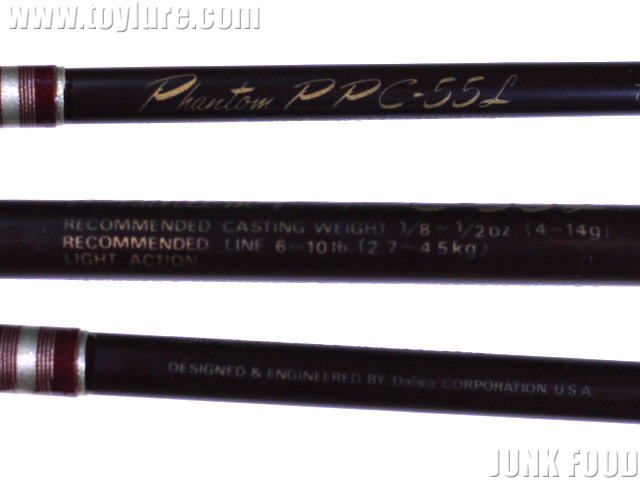 www.toylure.com
Phantom PPC-55L
RECOMMENDED CASTING WEIGHT 1/8~1/2oz. (4~14g)
RECOMMENDED LINE 6~10lb. (2.7~4.5kg)
LIGHT ACTION
DESIGNED & ENGINEERED BY Daiwa CORPORATION U.S.A.
JUNK FOOD